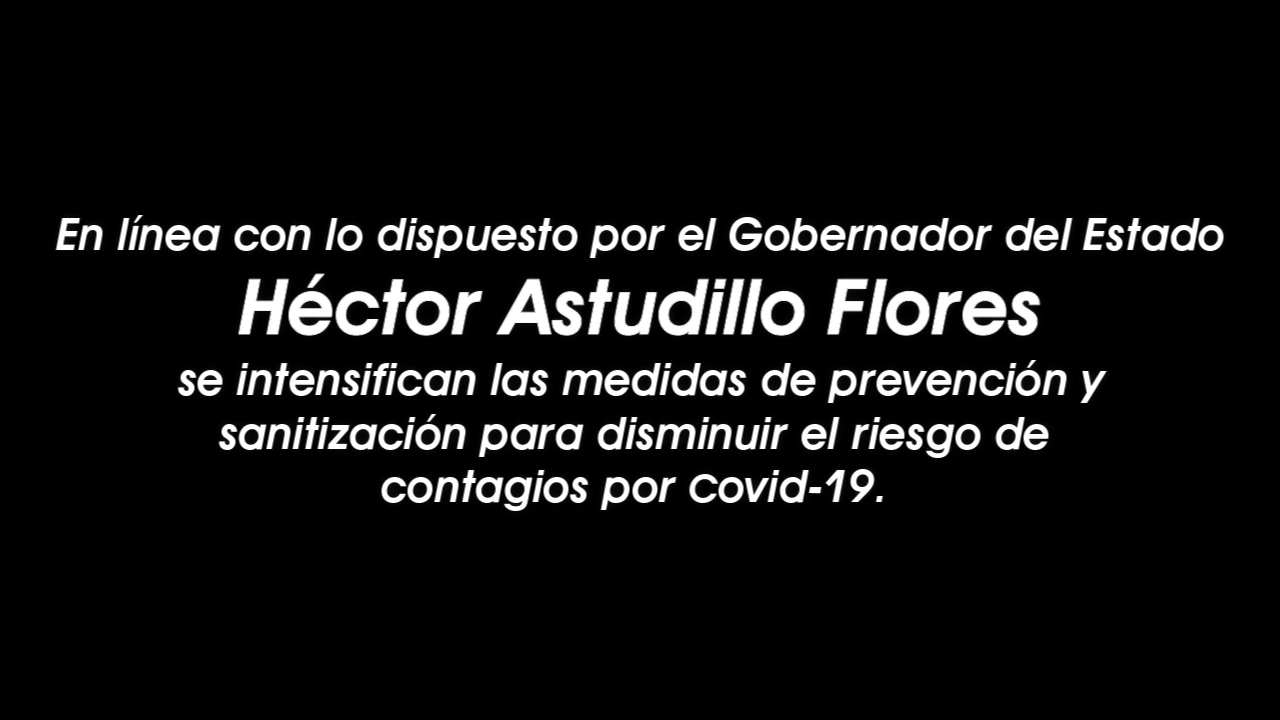 En línea con lo dispuesto por el Gobernador del Estado
Héctor Astudillo Flores
se intensifican las medidas de prevención y
sanitización para disminuir el riesgo de
contagios por Covid-19.